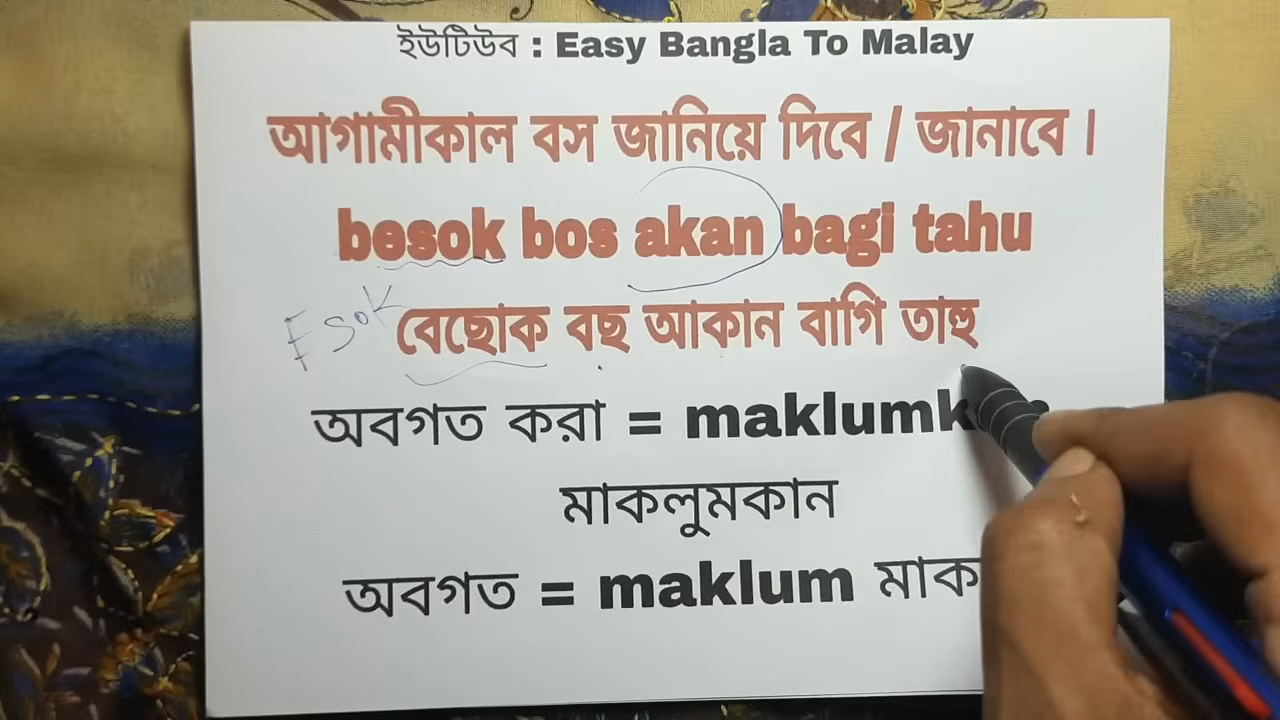 ইউটিউব : Easy Bangla To Malay
আগামীকাল বস জানিয়ে দিবে / জানাবে ।
besok bos akan bagi tahu
Esok
বেছোক বছ আকান বাগি তাহু
অবগত করা =
মাকলুমকান
অবগত = maklum